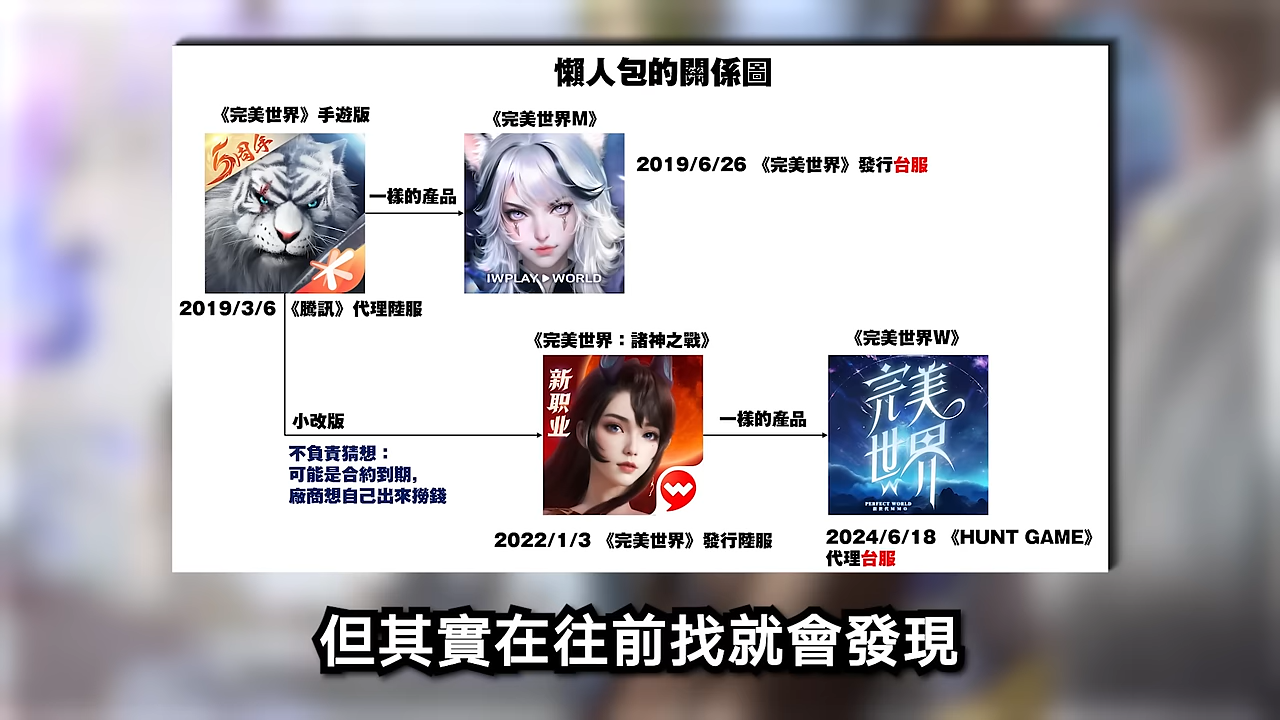 懶人包的關係圖
《完美世界》手遊版
5周年
一樣的產品
《完美世界M》
IWPLAY WORLD
2019/6/26 《完美世界》發行台服
2019/3/6 《騰訊》代理陸服
小改版
不負責猜想：
可能是合約到期,
廠商想自己出來撈錢
《完美世界：諸神之戰》
新职业
2022/1/3 《完美世界》發行陸服
一樣的產品
《完美世界W》
完美
世界
W
PERFECT WORLD
新世代MMO
2024/6/18 《HUNT GAME》
代理台服
但其實在往前找就會發現